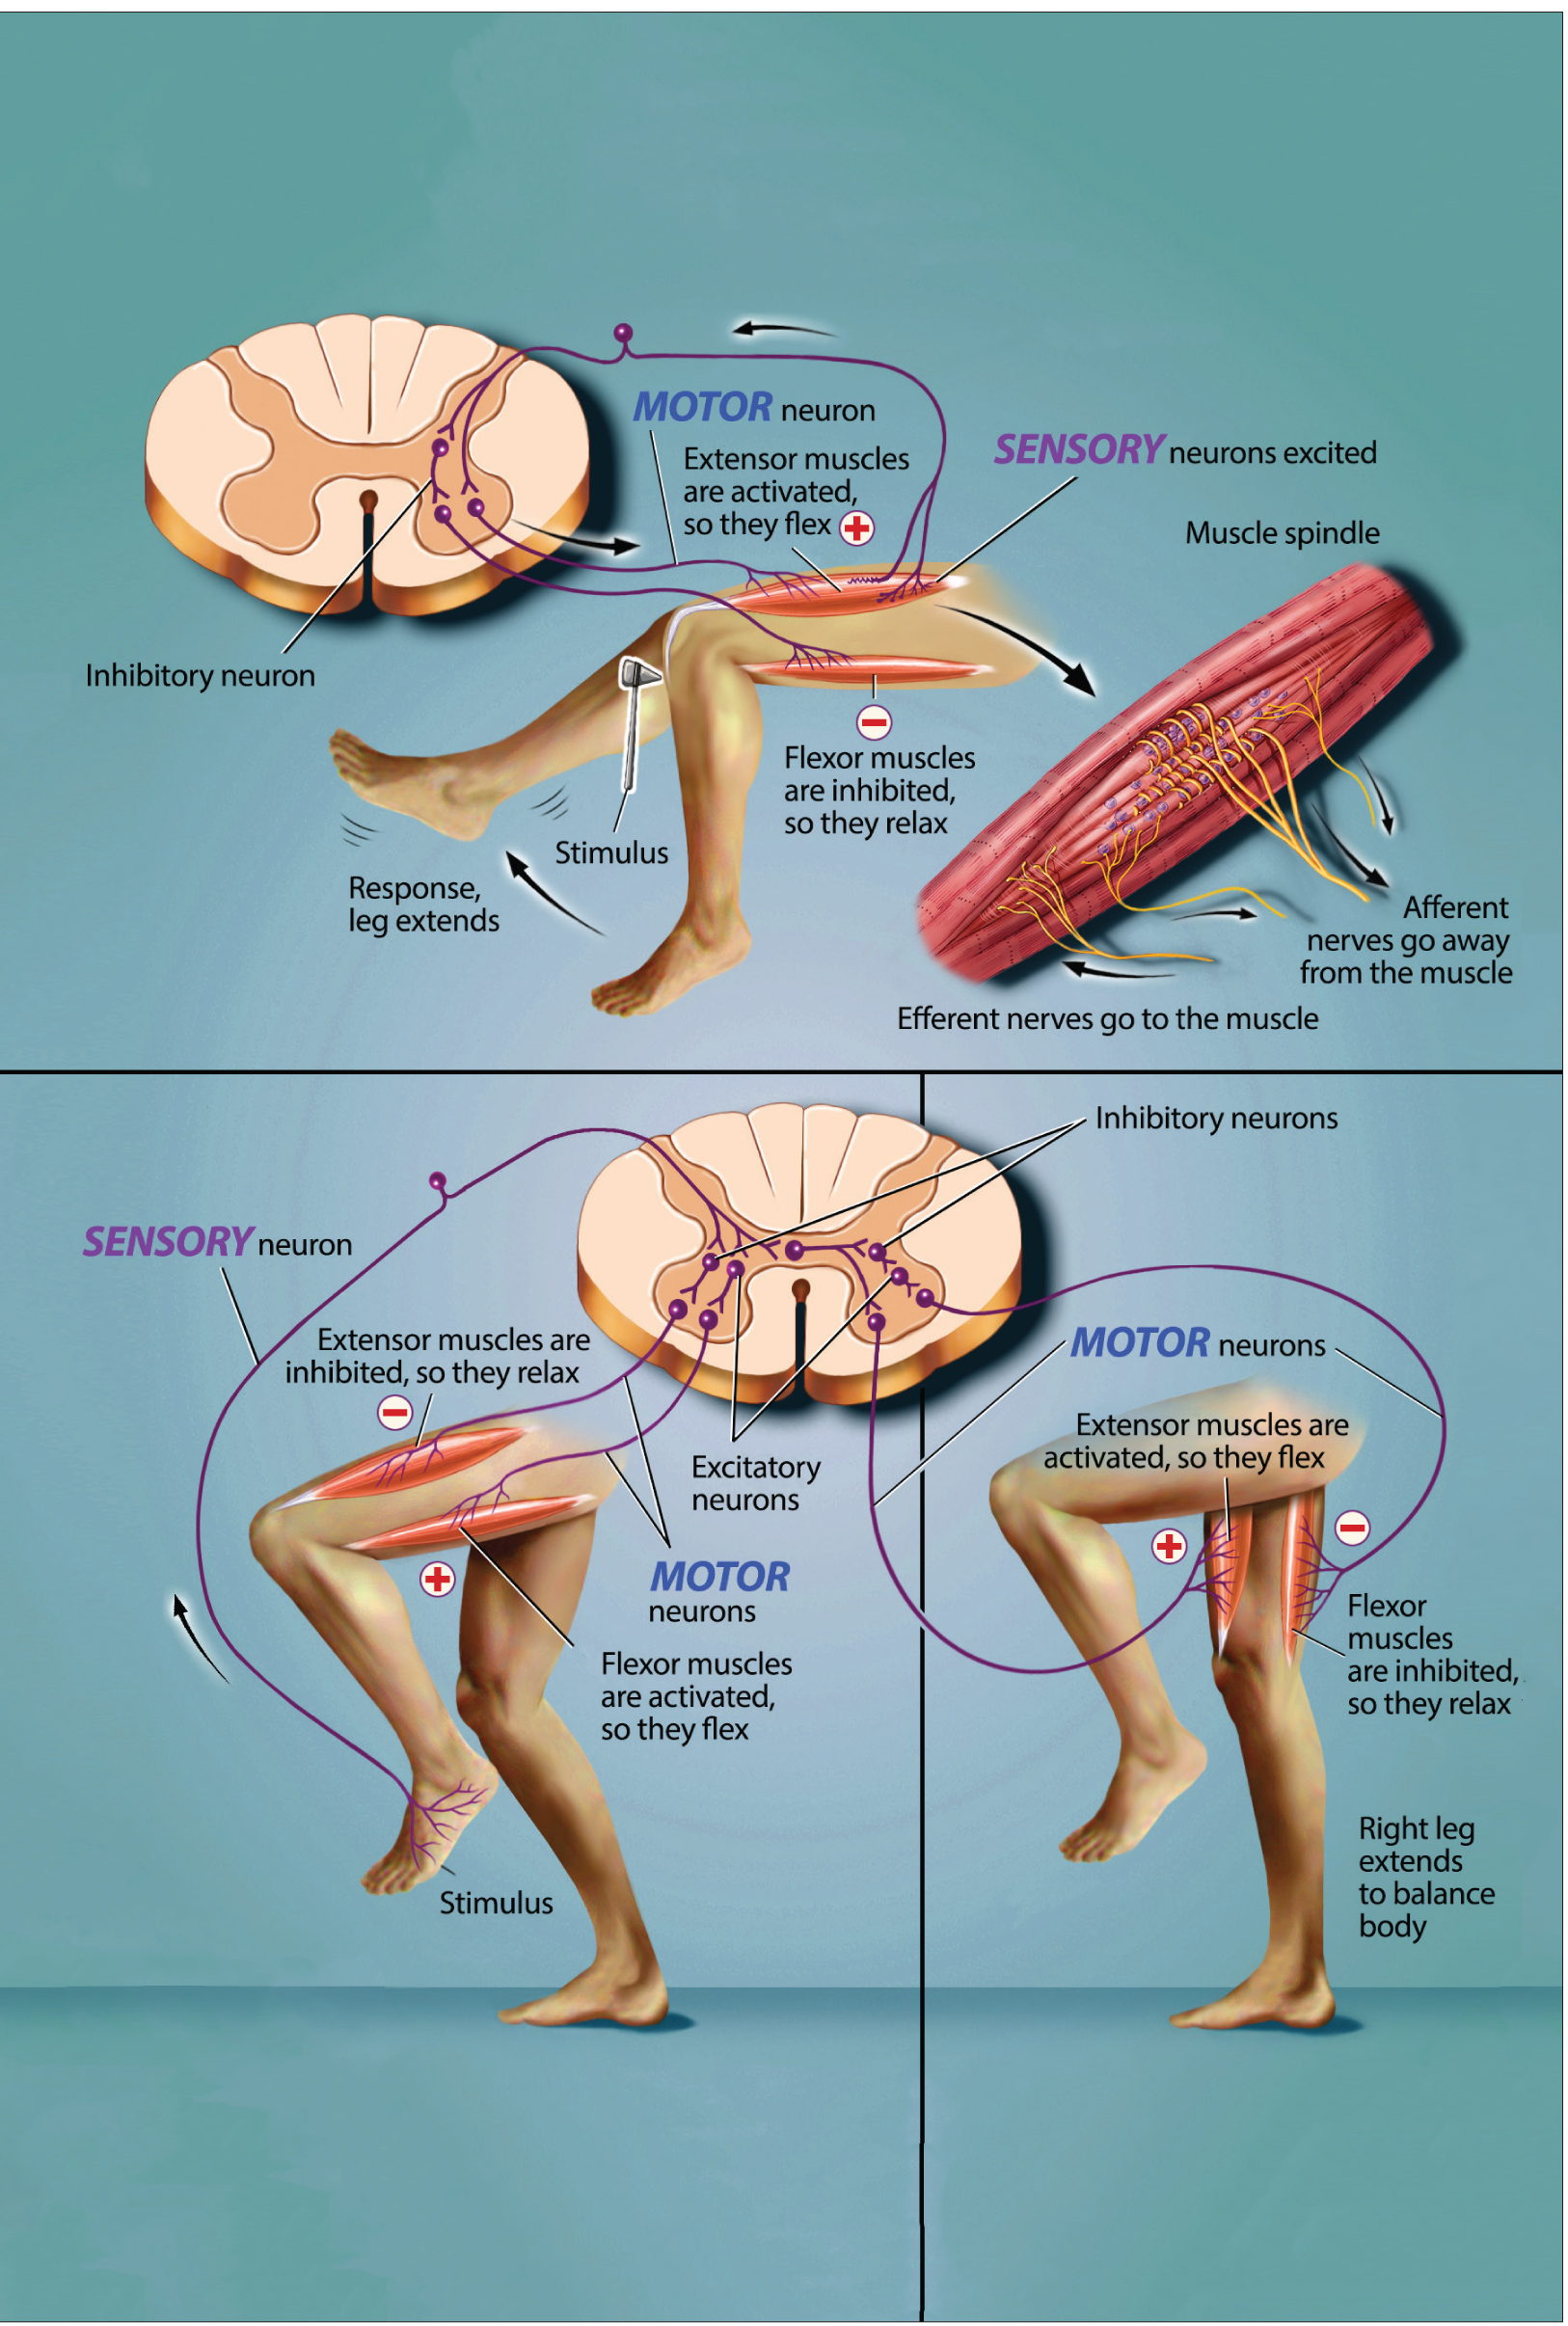 MOTOR neuron
Extensor muscles
are activated,
so they flex +
SENSORY neurons excited
Muscle spindle
Inhibitory neuron
−
Flexor muscles
are inhibited,
so they relax
Stimulus
Response,
leg extends
Afferent
nerves go away
from the muscle
Efferent nerves go to the muscle
Inhibitory neurons
SENSORY neuron
Extensor muscles are
inhibited, so they relax
−
MOTOR neurons
Extensor muscles are
activated, so they flex
Excitatory
neurons
+
−
+
MOTOR
neurons
Flexor muscles
are activated,
so they flex
Flexor
muscles
are inhibited,
so they relax
Stimulus
Right leg
extends
to balance
body